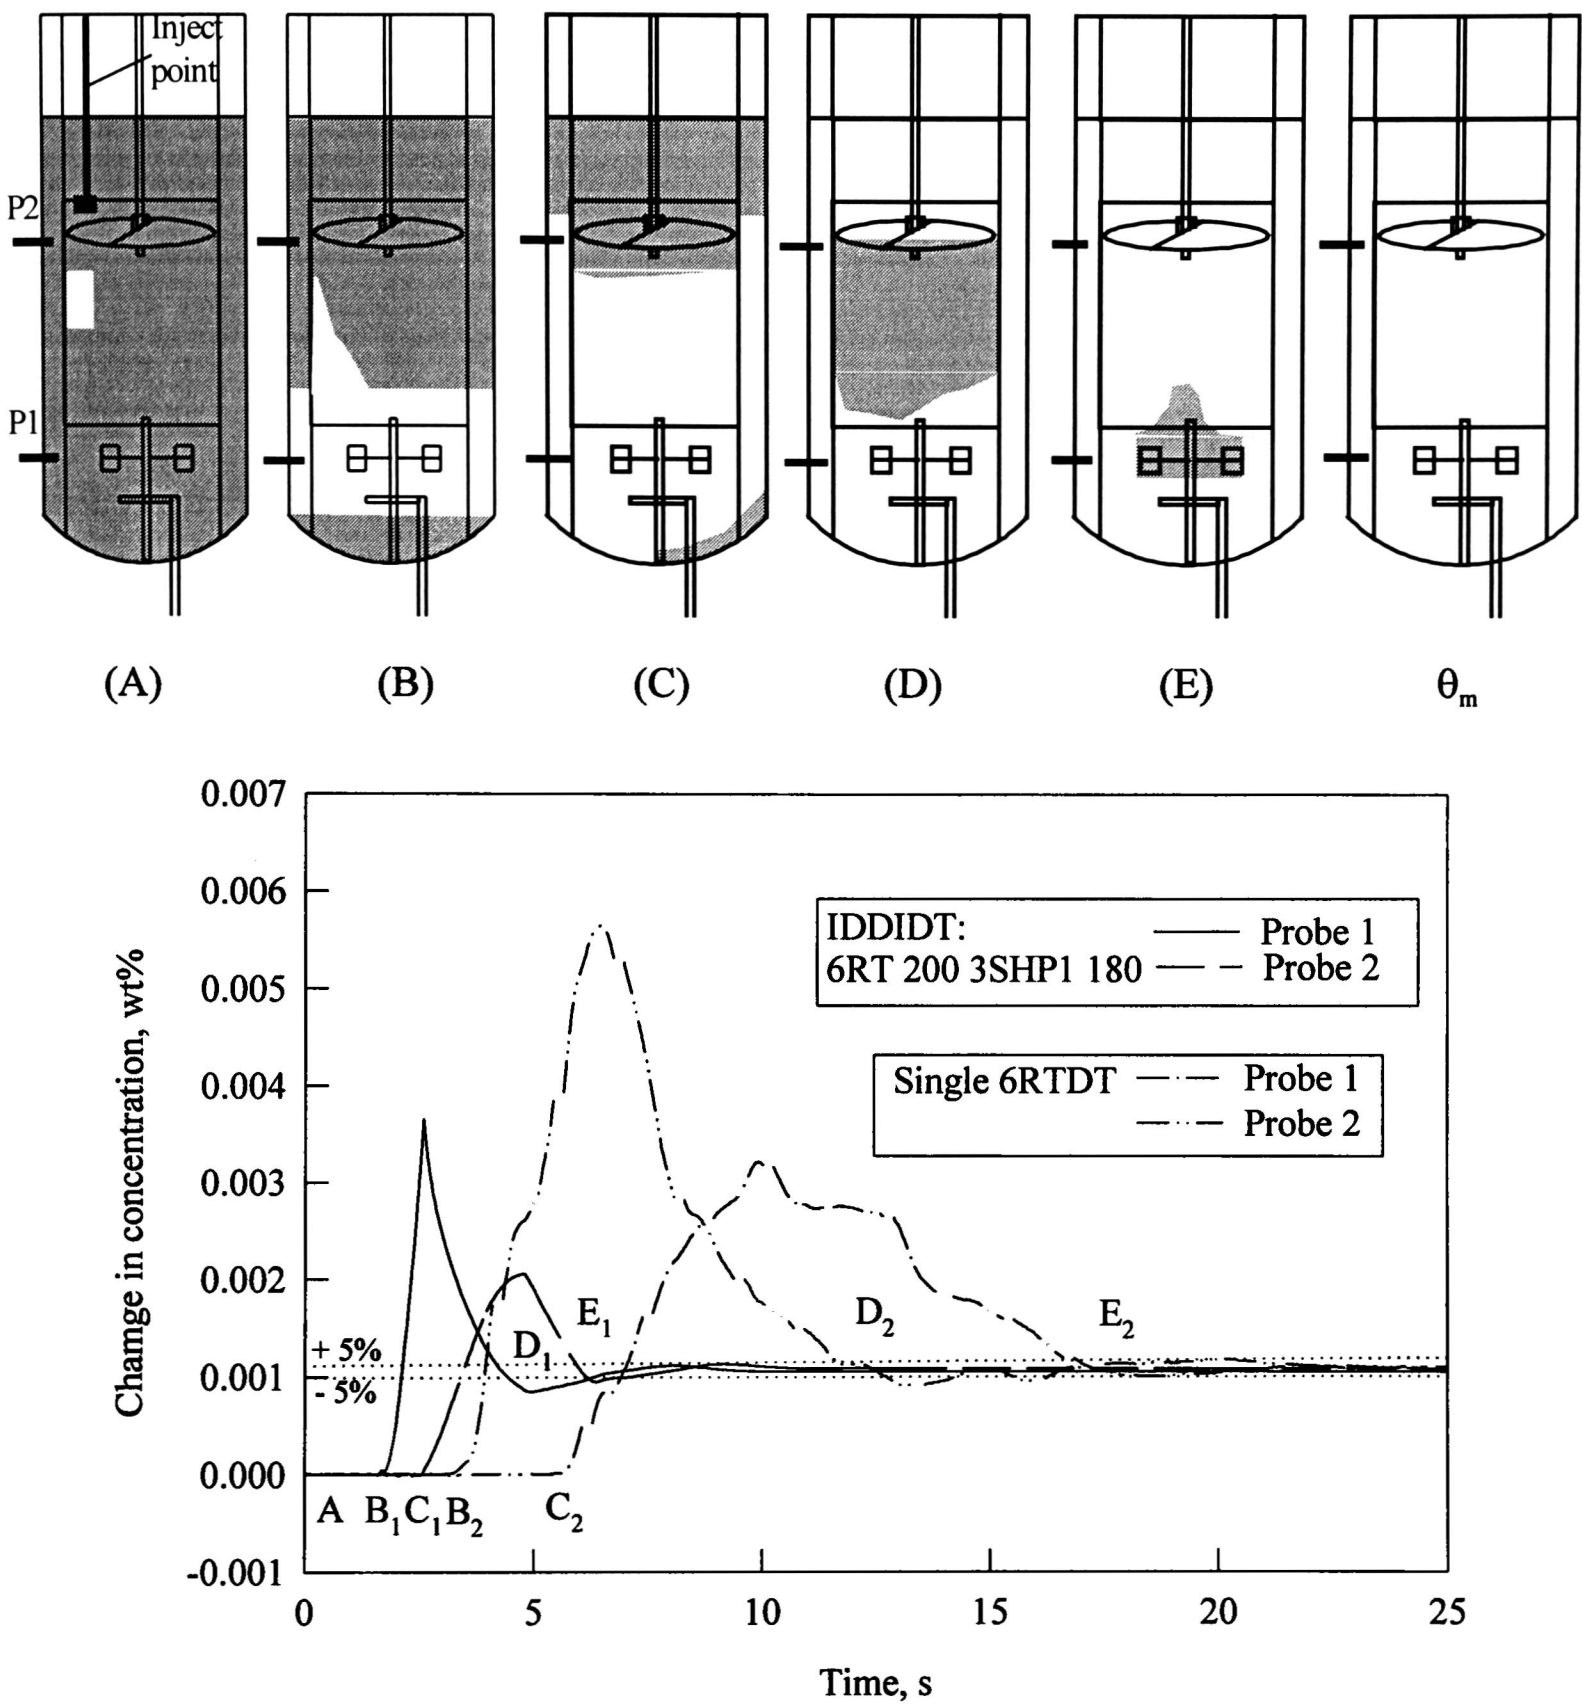 Inject
point
P2
P1
(A) (B) (C) (D) (E) θm
0.007
0.006
0.005
0.004
0.003
0.002
0.001
0.000
-0.001
Chamge in concentration, wt%
IDDIDT:
6RT 200 3SHP1 180
Probe 1
Probe 2
Single 6RTDT
Probe 1
Probe 2
+ 5%
- 5%
D1
E1
D2
E2
A B1 C1 B2 C2
0 5 10 15 20 25
Time, s